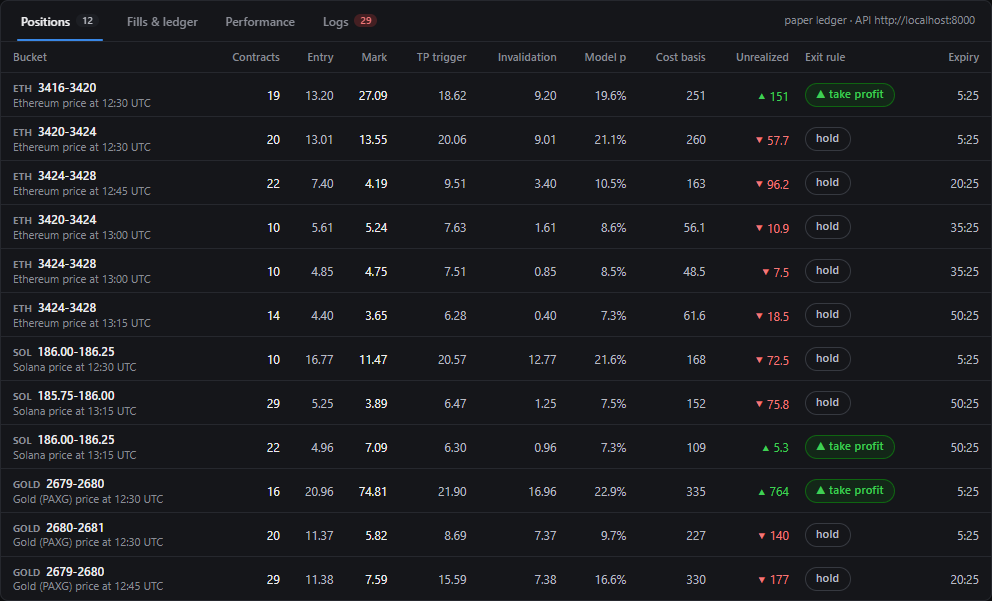 Positions 12 Fills & ledger Performance Logs 29 paper ledger · API http://localhost:8000
Bucket Contracts Entry Mark TP trigger Invalidation Model p Cost basis Unrealized Exit rule Expiry
ETH 3416-3420
Ethereum price at 12:30 UTC
19 13.20 27.09 18.62 9.20 19.6% 251 ▲ 151 ▲ take profit 5:25
ETH 3420-3424
Ethereum price at 12:30 UTC
20 13.01 13.55 20.06 9.01 21.1% 260 ▼ 57.7 hold 5:25
ETH 3424-3428
Ethereum price at 12:45 UTC
22 7.40 4.19 9.51 3.40 10.5% 163 ▼ 96.2 hold 20:25
ETH 3420-3424
Ethereum price at 13:00 UTC
10 5.61 5.24 7.63 1.61 8.6% 56.1 ▼ 10.9 hold 35:25
ETH 3424-3428
Ethereum price at 13:00 UTC
10 4.85 4.75 7.51 0.85 8.5% 48.5 ▼ 7.5 hold 35:25
ETH 3424-3428
Ethereum price at 13:15 UTC
14 4.40 3.65 6.28 0.40 7.3% 61.6 ▼ 18.5 hold 50:25
SOL 186.00-186.25
Solana price at 12:30 UTC
10 16.77 11.47 20.57 12.77 21.6% 168 ▼ 72.5 hold 5:25
SOL 185.75-186.00
Solana price at 13:15 UTC
29 5.25 3.89 6.47 1.25 7.5% 152 ▼ 75.8 hold 50:25
SOL 186.00-186.25
Solana price at 13:15 UTC
22 4.96 7.09 6.30 0.96 7.3% 109 ▲ 5.3 ▲ take profit 50:25
GOLD 2679-2680
Gold (PAXG) price at 12:30 UTC
16 20.96 74.81 21.90 16.96 22.9% 335 ▲ 764 ▲ take profit 5:25
GOLD 2680-2681
Gold (PAXG) price at 12:30 UTC
20 11.37 5.82 8.69 7.37 9.7% 227 ▼ 140 hold 5:25
GOLD 2679-2680
Gold (PAXG) price at 12:45 UTC
29 11.38 7.59 15.59 7.38 16.6% 330 ▼ 177 hold 20:25